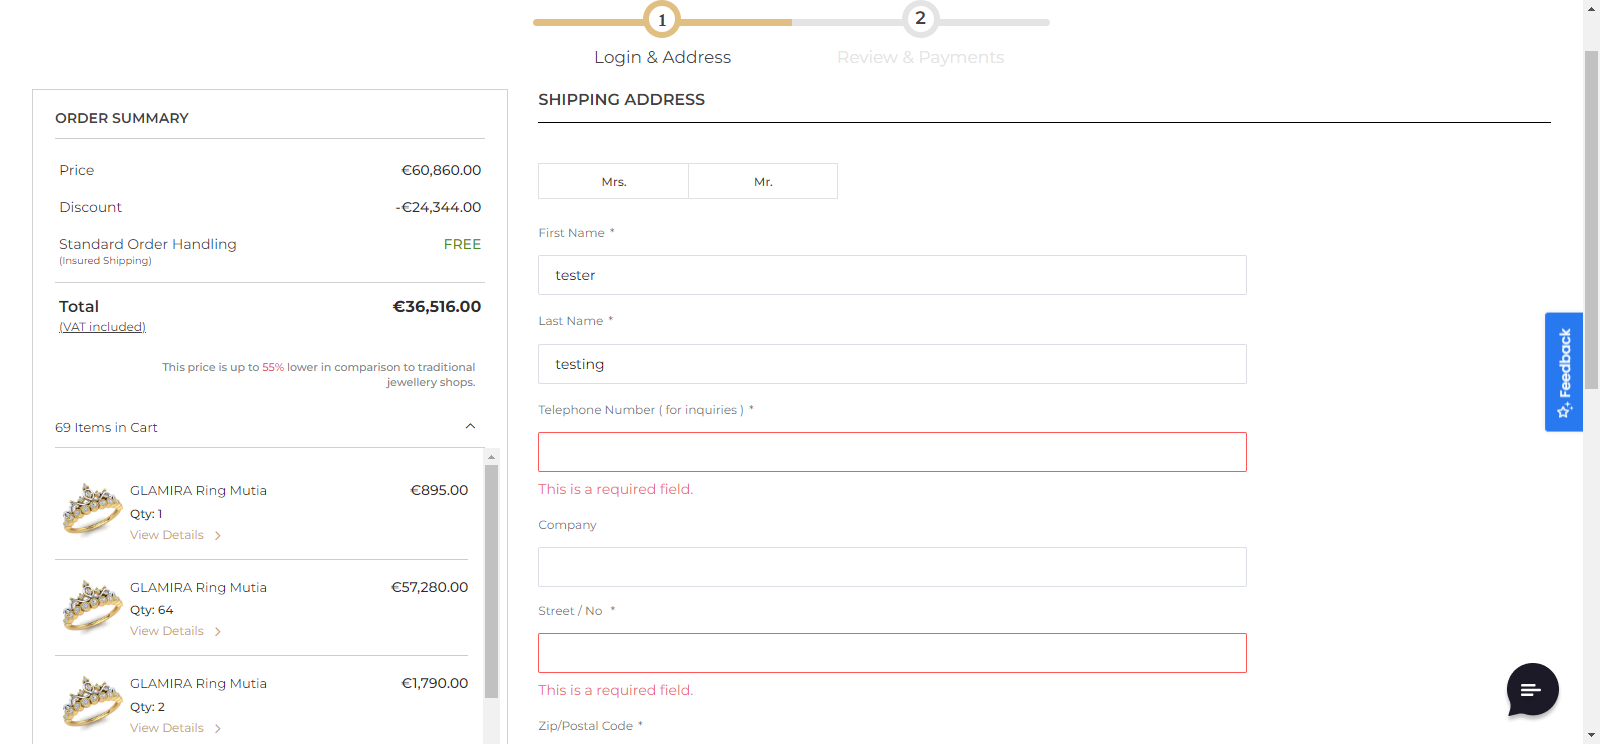 1
2
Login & Address
Review & Payments
ORDER SUMMARY
Price €60,860.00
Discount -€24,344.00
Standard Order Handling FREE
(Insured Shipping)
Total €36,516.00
(VAT included)
This price is up to 55% lower in comparison to traditional
jewellery shops.
69 Items in Cart
GLAMIRA Ring Mutia €895.00
Qty: 1
View Details
GLAMIRA Ring Mutia €57,280.00
Qty: 64
View Details
GLAMIRA Ring Mutia €1,790.00
Qty: 2
View Details
SHIPPING ADDRESS
Mrs.
Mr.
First Name *
tester
Last Name *
testing
Telephone Number ( for inquiries ) *
This is a required field.
Company
Street / No *
This is a required field.
Zip/Postal Code *
Feedback